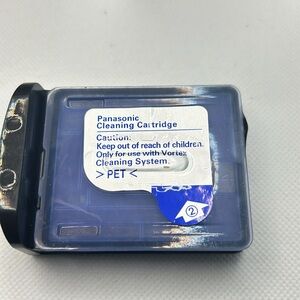 Panasonic
Cleaning Cartridge
Caution:
Keep out of reach of children.
Only for use with Vortex
Cleaning System.
> PET <
②